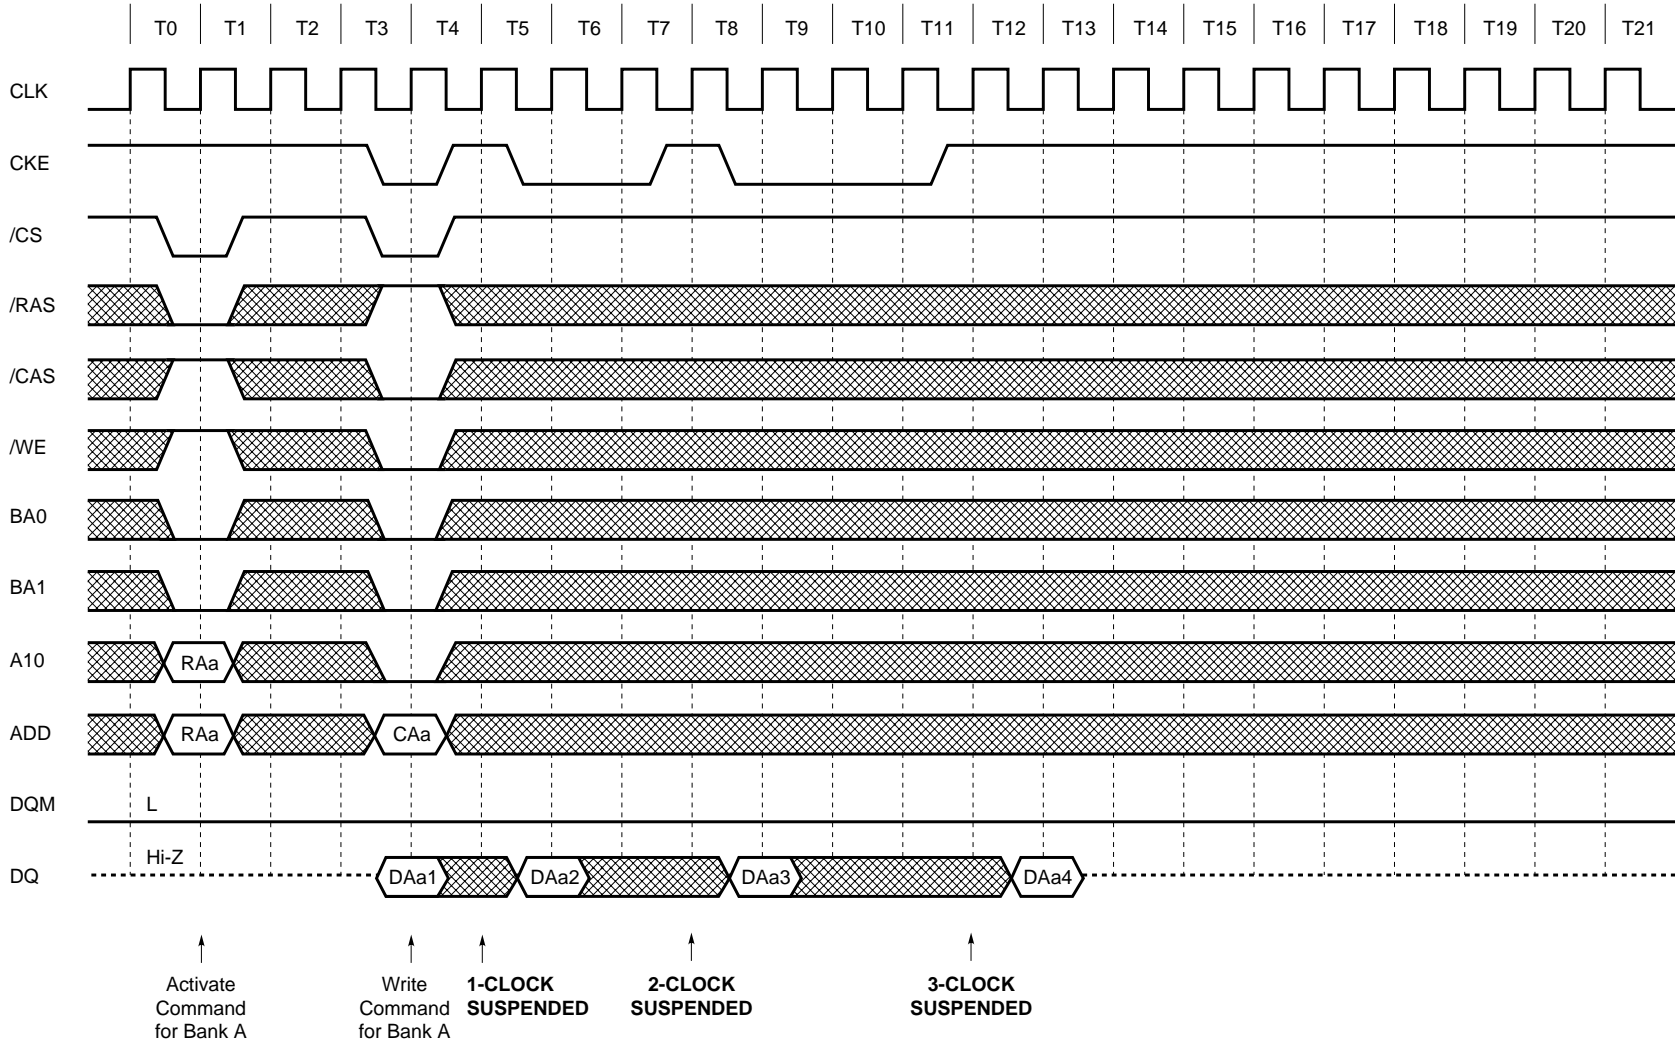 T0 T1 T2 T3 T4 T5 T6 T7 T8 T9 T10 T11 T12 T13 T14 T15 T16 T17 T18 T19 T20 T21
CLK
CKE
/CS
/RAS
/CAS
/WE
BA0
BA1
A10 RAa
ADD RAa CAa
DQM L
Hi-Z
DQ DAa1 DAa2 DAa3 DAa4
Activate
Command
for Bank A
Write
Command
for Bank A
1-CLOCK
SUSPENDED
2-CLOCK
SUSPENDED
3-CLOCK
SUSPENDED